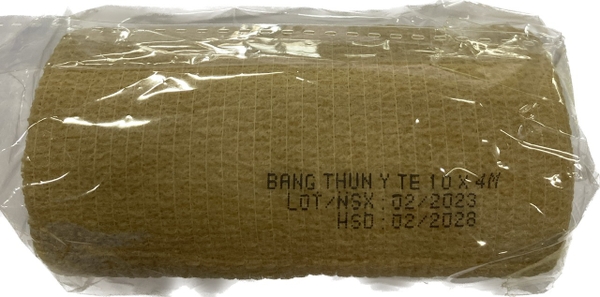 BANG THUN Y TE 10 X 4M
LOT/NSX: 02/2023
HSD: 02/2028